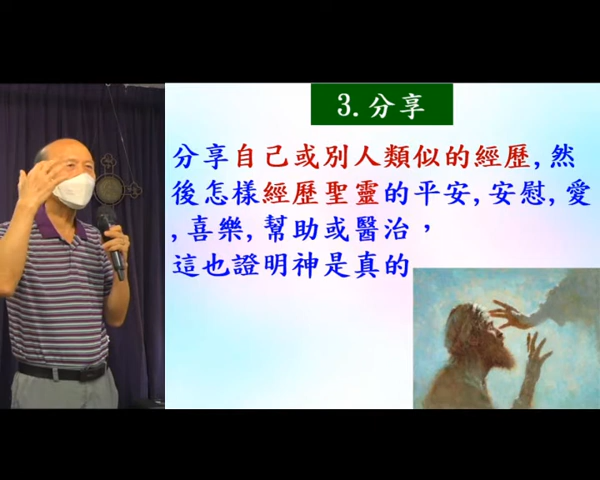 3.分享
分享自己或別人類似的經歷,然
後怎樣經歷聖靈的平安,安慰,愛
,喜樂,幫助或醫治，
這也證明神是真的